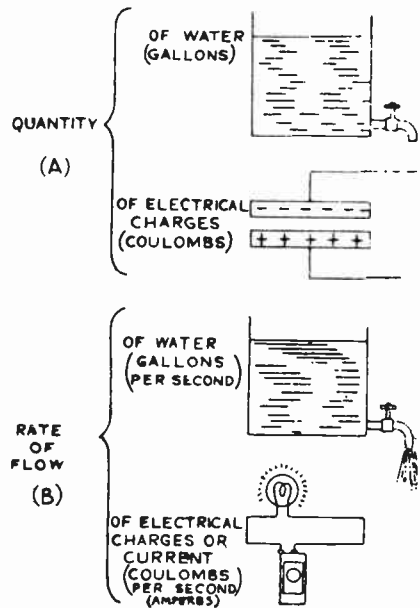 OF WATER
(GALLONS)
QUANTITY
(A)
OF ELECTRICAL
CHARGES
(COULOMBS)
- - - - -
+ + + + +
OF WATER
(GALLONS
PER SECOND)
RATE
OF
FLOW
(B)
OF ELECTRICAL
CHARGES OR
CURRENT
(COULOMBS
PER SECOND)
(AMPERES)